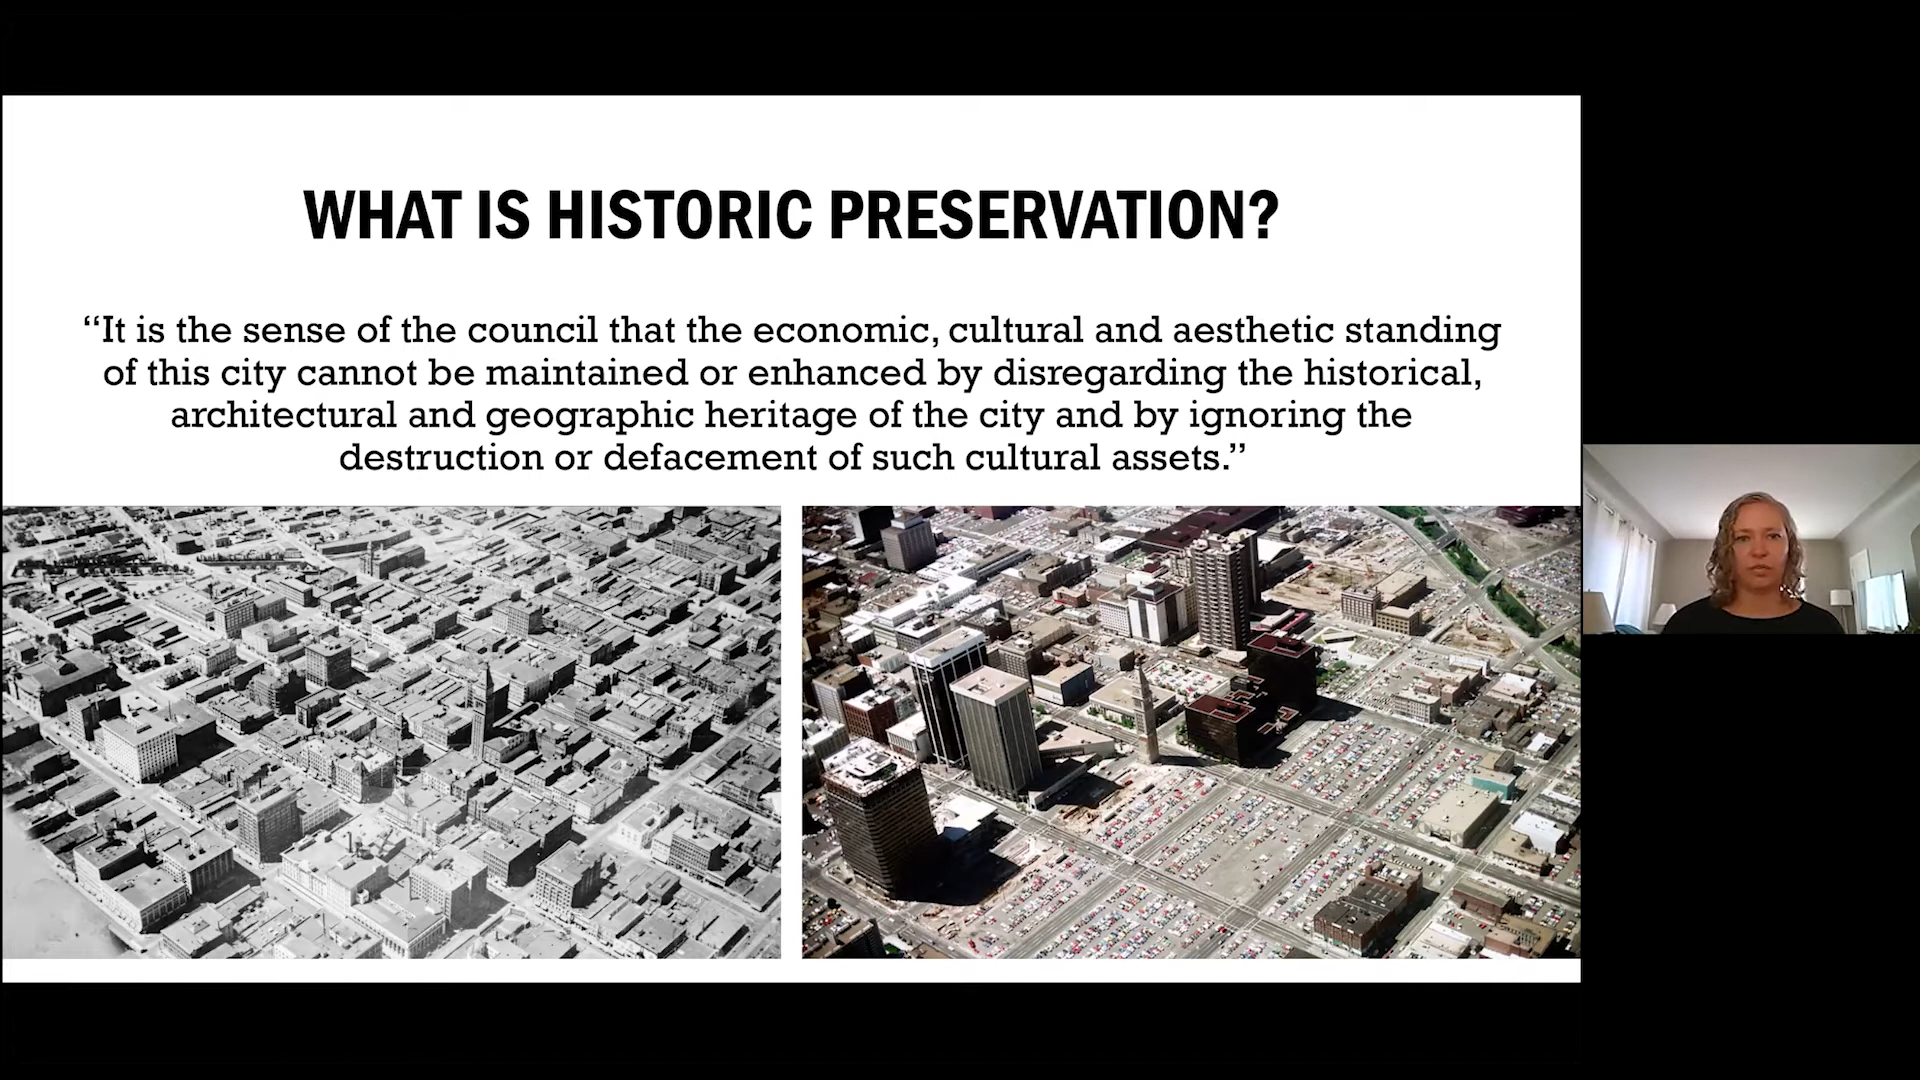 WHAT IS HISTORIC PRESERVATION?
“It is the sense of the council that the economic, cultural and aesthetic standing
of this city cannot be maintained or enhanced by disregarding the historical,
architectural and geographic heritage of the city and by ignoring the
destruction or defacement of such cultural assets.”